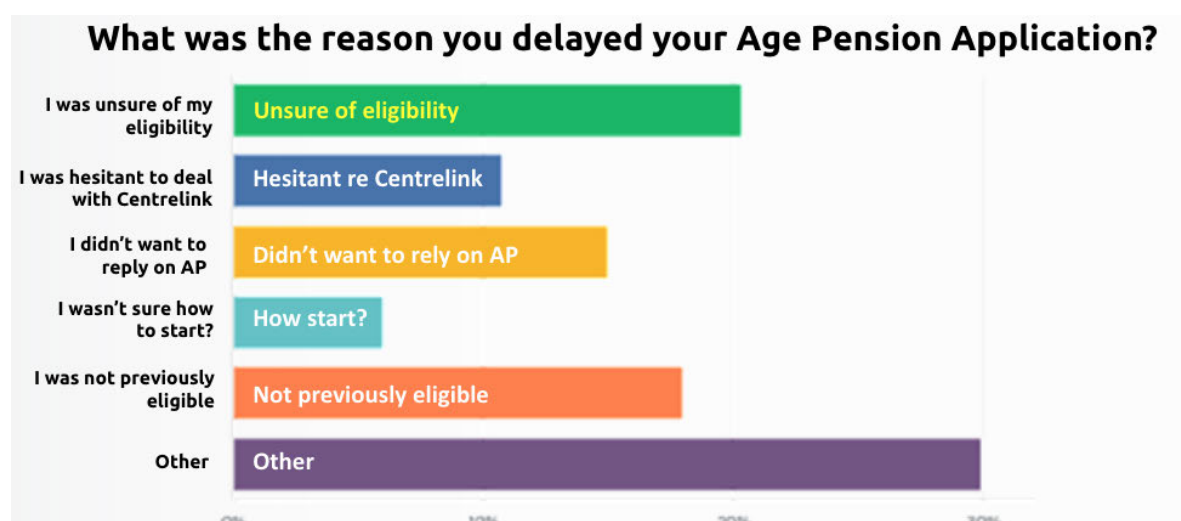 What was the reason you delayed your Age Pension Application?
I was unsure of my
eligibility
Unsure of eligibility
I was hesitant to deal
with Centrelink
Hesitant re Centrelink
I didn't want to
reply on AP
Didn't want to rely on AP
I wasn't sure how
to start?
How start?
I was not previously
eligible
Not previously eligible
Other
Other